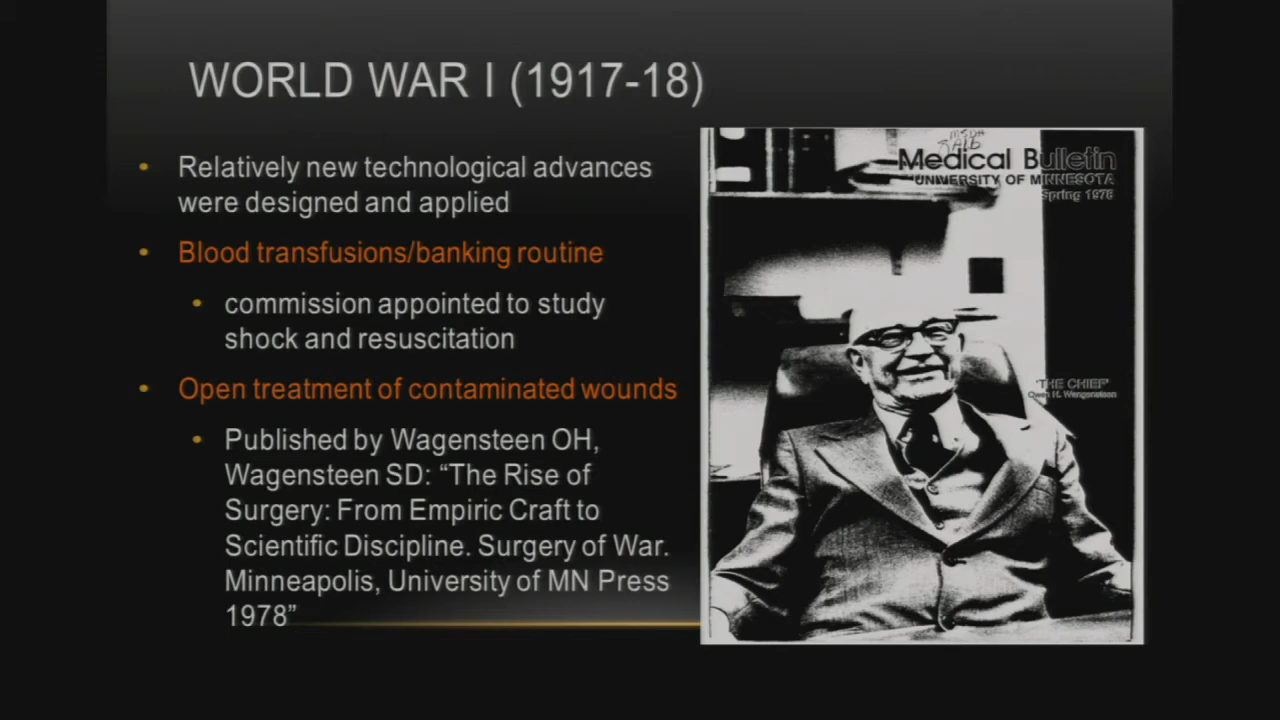 WORLD WAR I (1917-18)
• Relatively new technological advances
were designed and applied
• Blood transfusions/banking routine
• commission appointed to study
shock and resuscitation
• Open treatment of contaminated wounds
• Published by Wagensteen OH,
Wagensteen SD: “The Rise of
Surgery: From Empiric Craft to
Scientific Discipline. Surgery of War.
Minneapolis, University of MN Press
1978”
Medical Bulletin
UNIVERSITY OF MINNESOTA
Spring 1978
"THE CHIEF"
Owen H. Wangensteen